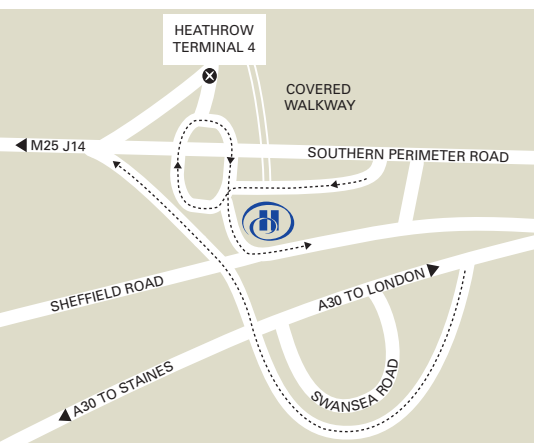 HEATHROW
TERMINAL 4
COVERED
WALKWAY
M25 J14
SOUTHERN PERIMETER ROAD
H
SHEFFIELD ROAD
A30 TO LONDON
A30 TO STAINES
SWANSEA ROAD